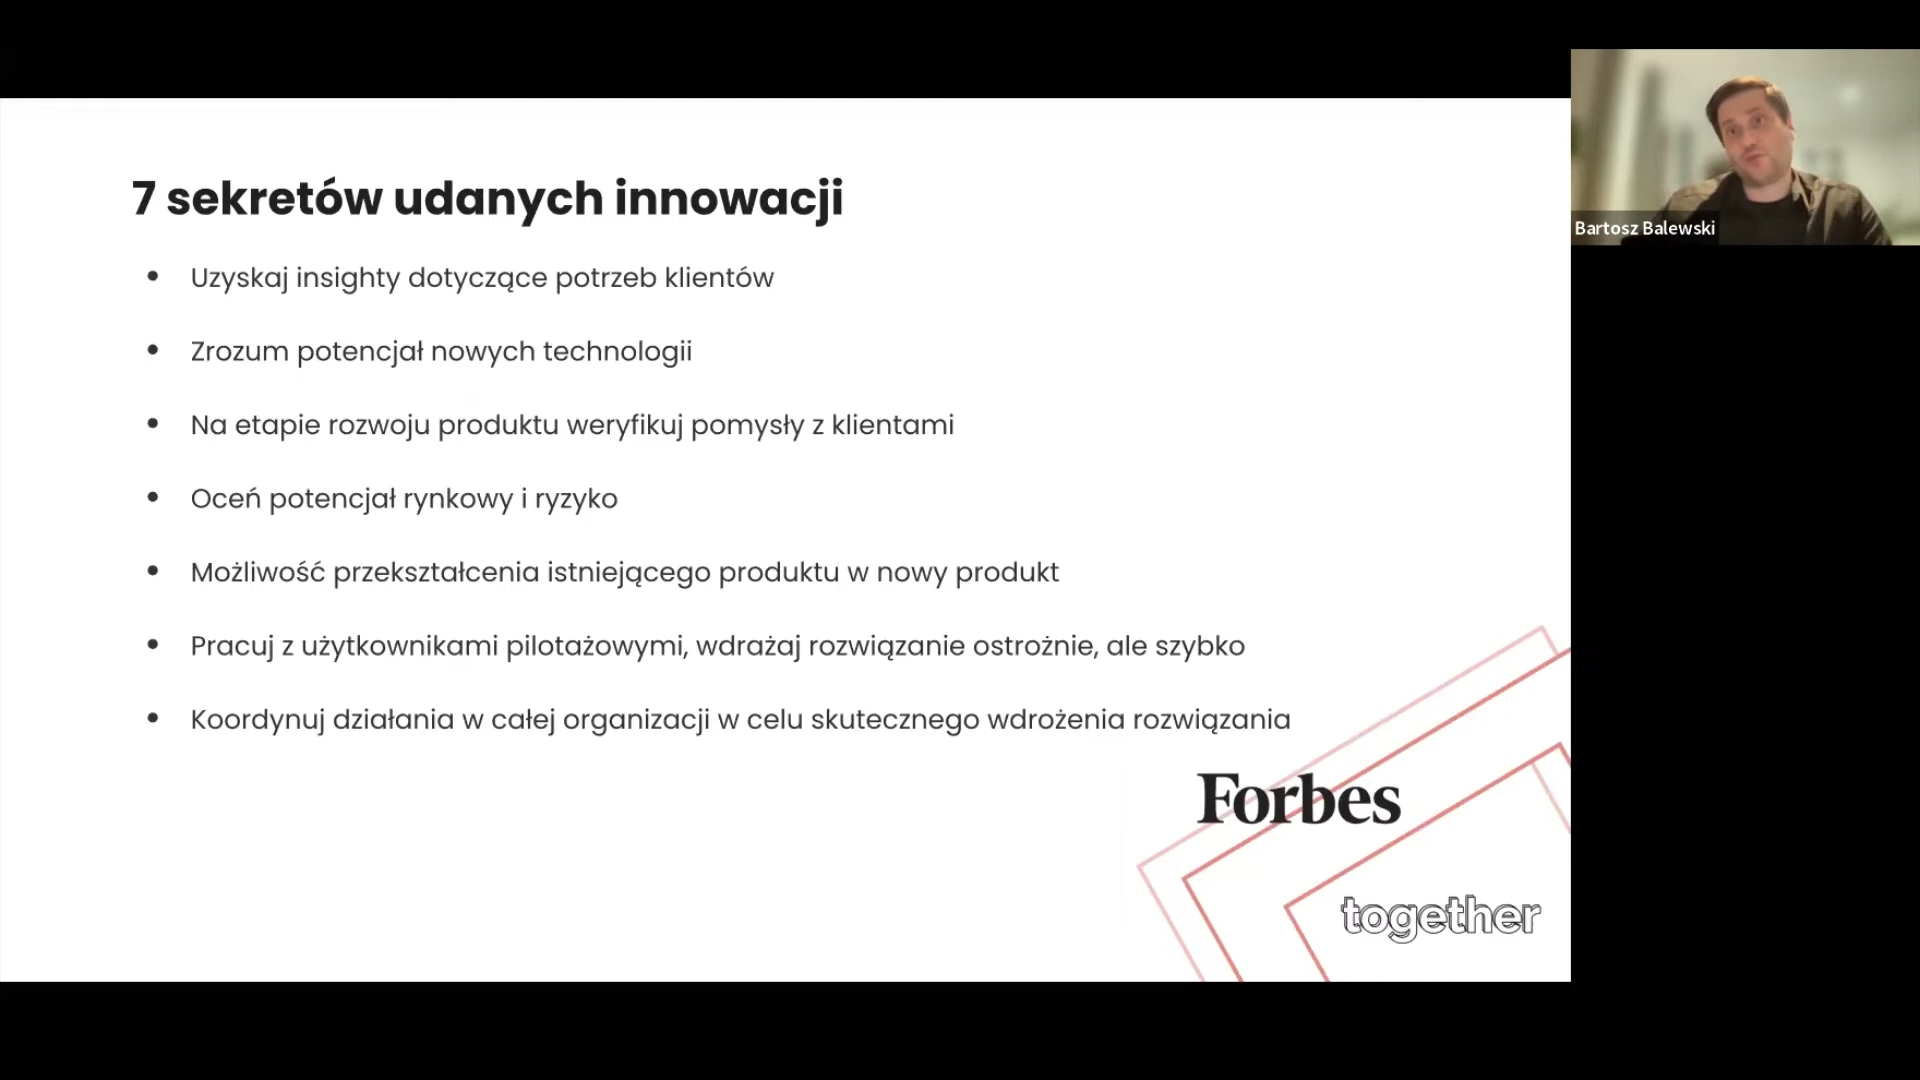 7 sekretów udanych innowacji
Uzyskaj insighty dotyczące potrzeb klientów
Zrozum potencjał nowych technologii
Na etapie rozwoju produktu weryfikuj pomysły z klientami
Oceń potencjał rynkowy i ryzyko
Możliwość przekształcenia istniejącego produktu w nowy produkt
Pracuj z użytkownikami pilotażowymi, wdrażaj rozwiązanie ostrożnie, ale szybko
Koordynuj działania w całej organizacji w celu skutecznego wdrożenia rozwiązania
Forbes
together
Bartosz Balewski